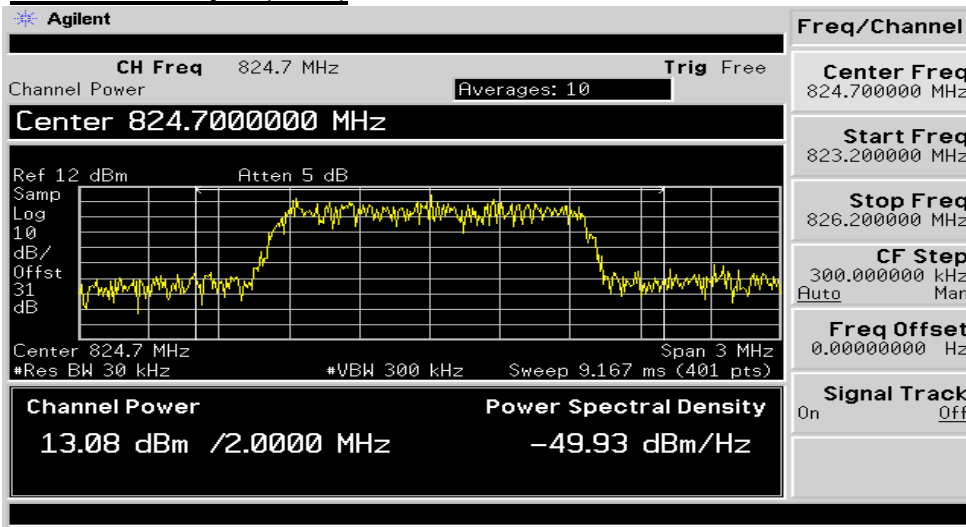 Agilent
CH Freq 824.7 MHz Trig Free
Channel Power Averages: 10
Center 824.7000000 MHz
Ref 12 dBm Atten 5 dB
Samp
Log
10
dB/
Offst
31
dB
Center 824.7 MHz Span 3 MHz
#Res BW 30 kHz #VBW 300 kHz Sweep 9.167 ms (401 pts)
Channel Power Power Spectral Density
13.08 dBm /2.0000 MHz -49.93 dBm/Hz
Freq/Channel
Center Freq
824.700000 MHz
Start Freq
823.200000 MHz
Stop Freq
826.200000 MHz
CF Step
300.000000 kHz
Auto Man
Freq Offset
0.00000000 Hz
Signal Track
On Off